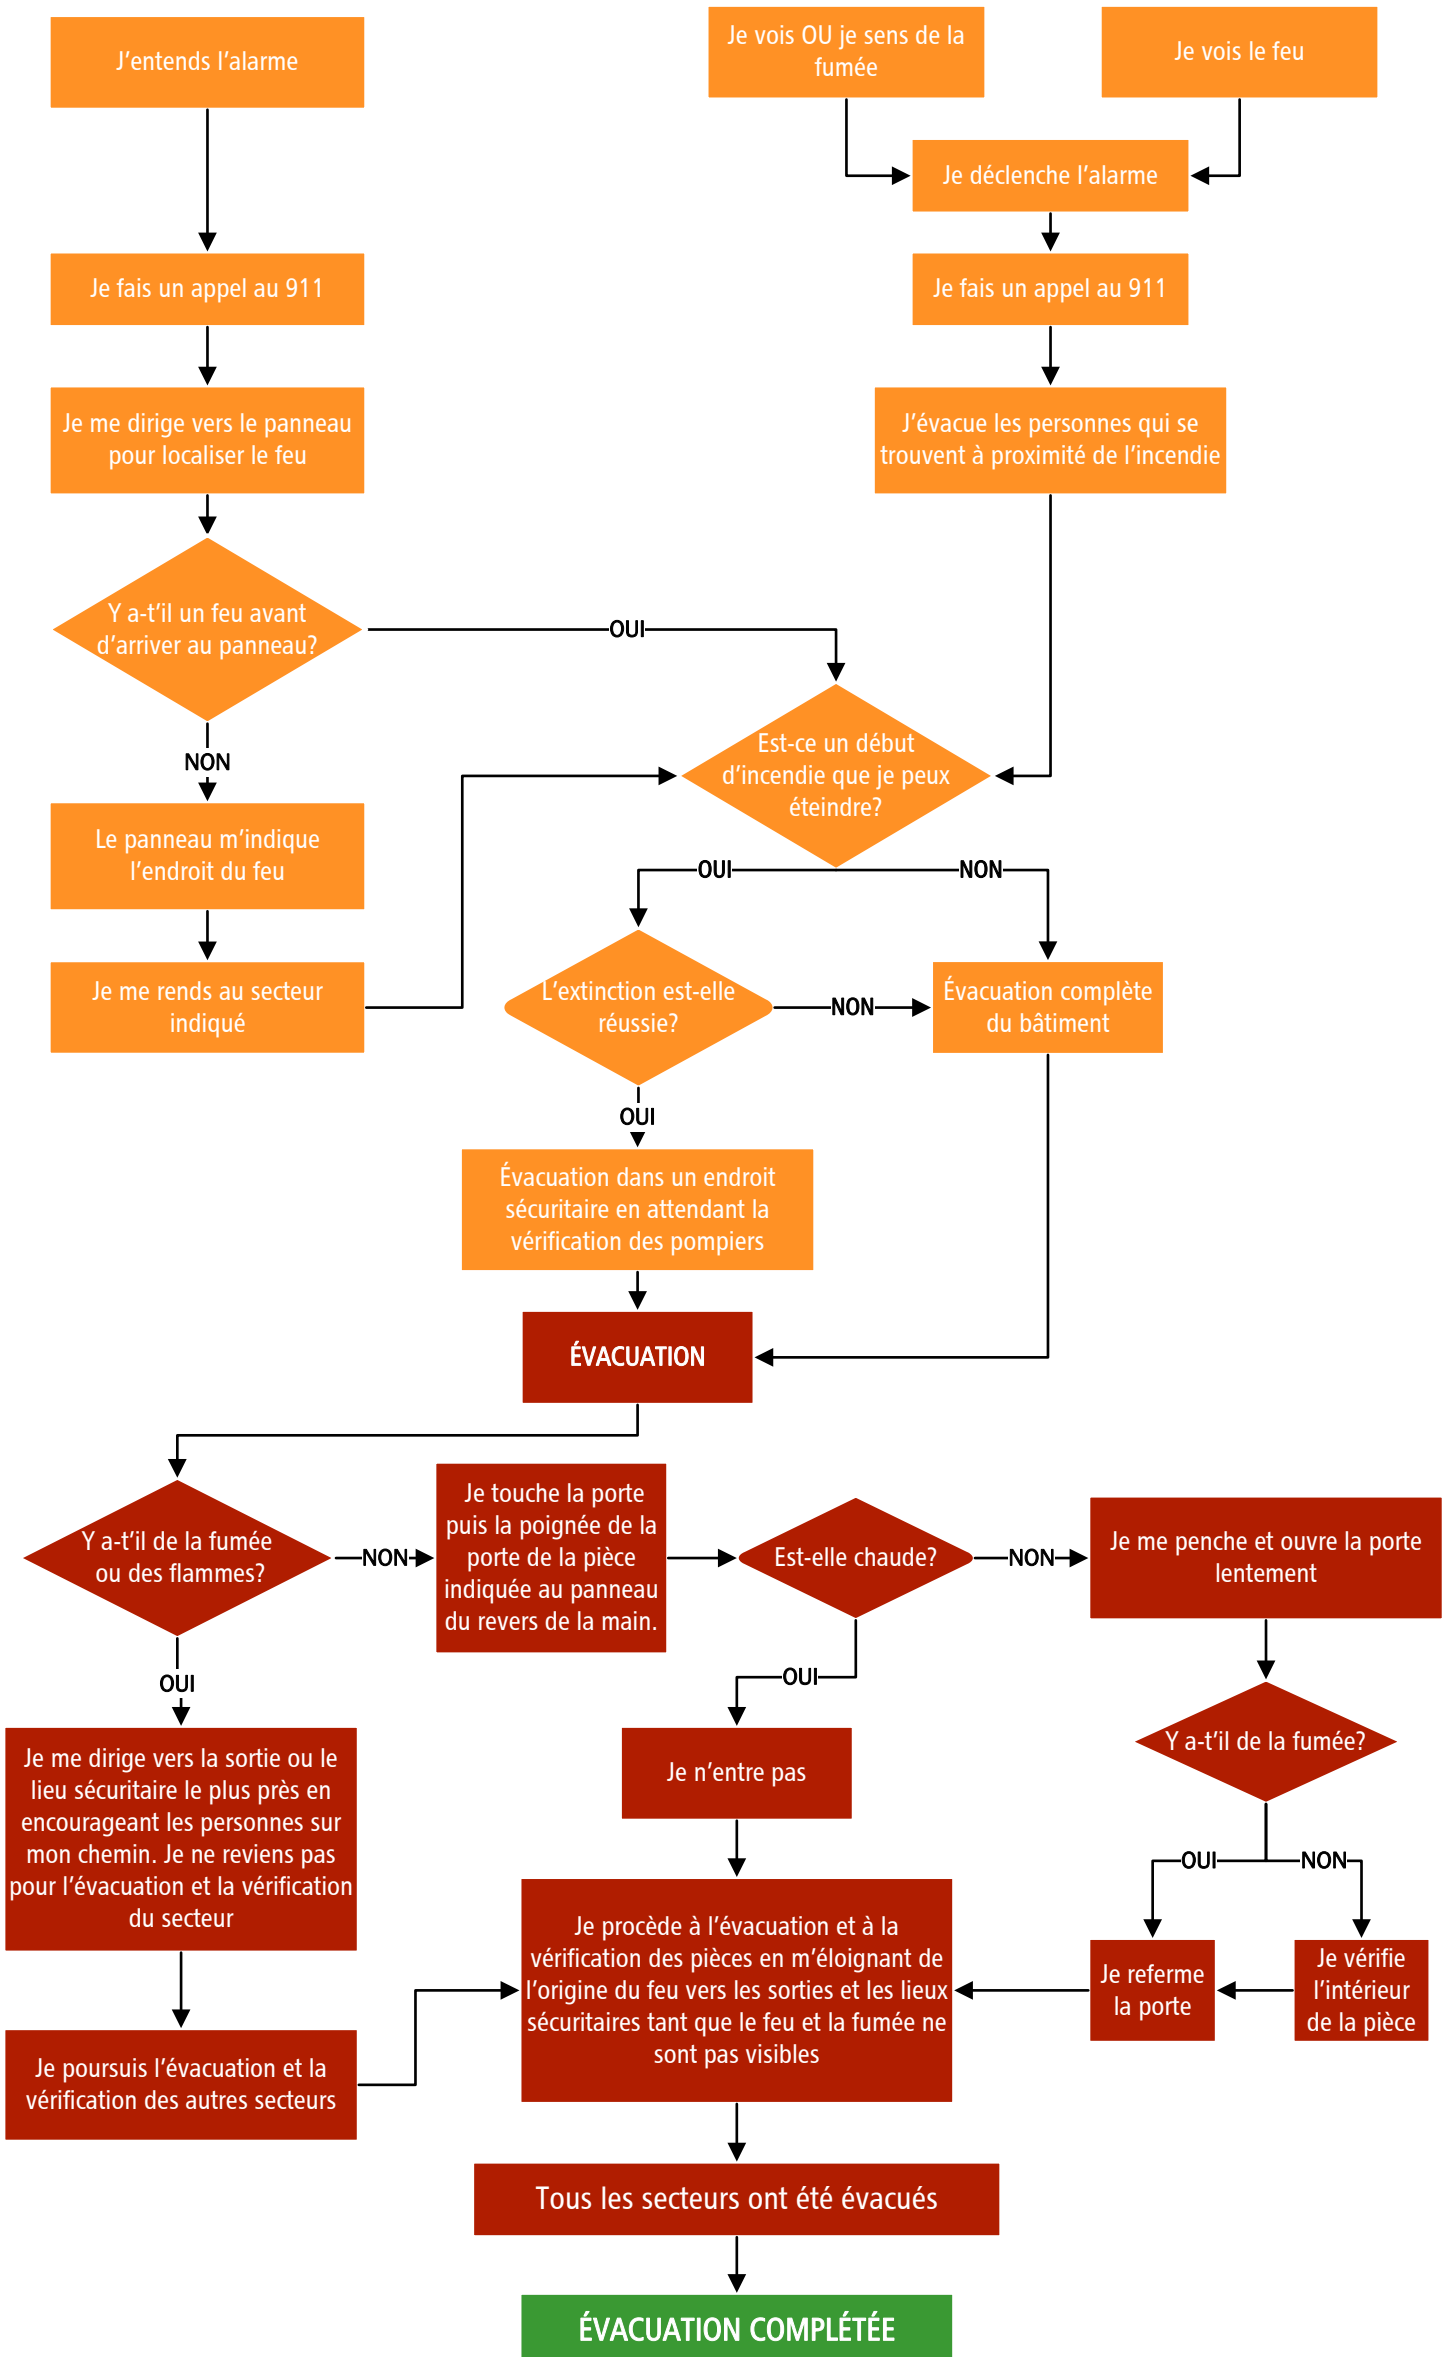 J'entends l'alarme
Je vois OU je sens de la
fumée
Je vois le feu
Je déclenche l'alarme
Je fais un appel au 911
Je fais un appel au 911
Je me dirige vers le panneau
pour localiser le feu
J'évacue les personnes qui se
trouvent à proximité de l'incendie
Y a-t'il un feu avant
d'arriver au panneau?
OUI
NON
Est-ce un début
d'incendie que je peux
éteindre?
Le panneau m'indique
l'endroit du feu
OUI
NON
Je me rends au secteur
indiqué
L'extinction est-elle
réussie?
NON
Évacuation complète
du bâtiment
OUI
Évacuation dans un endroit
sécuritaire en attendant la
vérification des pompiers
ÉVACUATION
Y a-t'il de la fumée
ou des flammes?
NON
Je touche la porte
puis la poignée de la
porte de la pièce
indiquée au panneau
du revers de la main.
Est-elle chaude?
NON
Je me penche et ouvre la porte
lentement
OUI
OUI
Je me dirige vers la sortie ou le
lieu sécuritaire le plus près en
encourageant les personnes sur
mon chemin. Je ne reviens pas
pour l'évacuation et la vérification
du secteur
Je n'entre pas
Y a-t'il de la fumée?
OUI
NON
Je procède à l'évacuation et à la
vérification des pièces en m'éloignant de
l'origine du feu vers les sorties et les lieux
sécuritaires tant que le feu et la fumée ne
sont pas visibles
Je referme
la porte
Je vérifie
l'intérieur
de la pièce
Je poursuis l'évacuation et la
vérification des autres secteurs
Tous les secteurs ont été évacués
ÉVACUATION COMPLÉTÉE